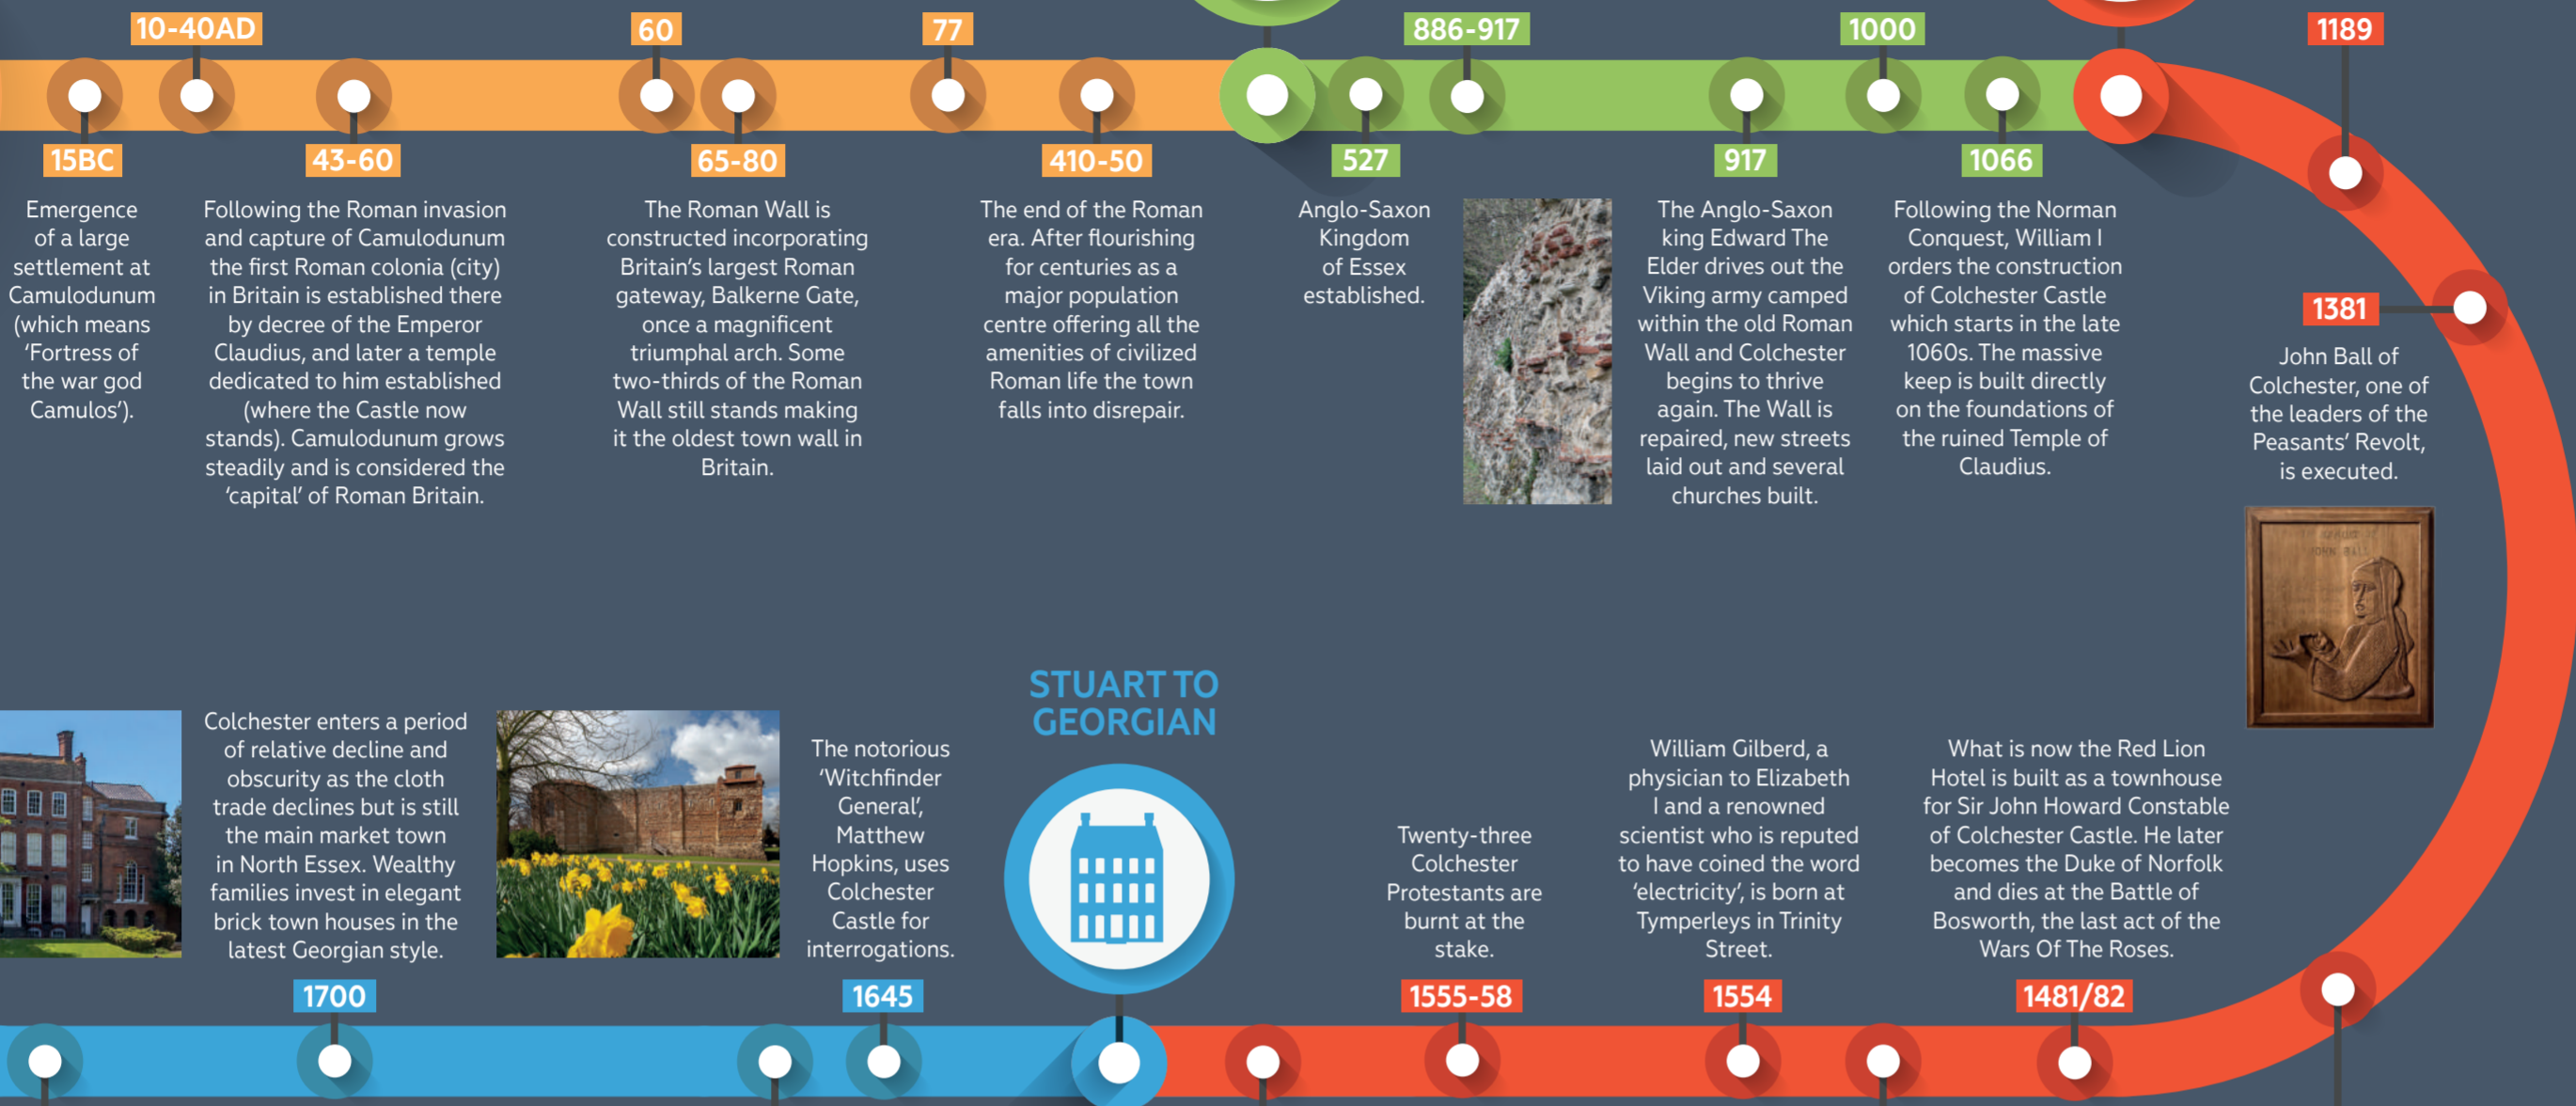 10-40AD
60
77
886-917
1000
1189
15BC
Emergence
of a large
settlement at
Camulodunum
(which means
‘Fortress of
the war god
Camulos’).
43-60
Following the Roman invasion
and capture of Camulodunum
the first Roman colonia (city)
in Britain is established there
by decree of the Emperor
Claudius, and later a temple
dedicated to him established
(where the Castle now
stands). Camulodunum grows
steadily and is considered the
‘capital’ of Roman Britain.
65-80
The Roman Wall is
constructed incorporating
Britain’s largest Roman
gateway, Balkerne Gate,
once a magnificent
triumphal arch. Some
two-thirds of the Roman
Wall still stands making
it the oldest town wall in
Britain.
410-50
The end of the Roman
era. After flourishing
for centuries as a
major population
centre offering all the
amenities of civilized
Roman life the town
falls into disrepair.
527
Anglo-Saxon
Kingdom
of Essex
established.
917
The Anglo-Saxon
king Edward The
Elder drives out the
Viking army camped
within the old Roman
Wall and Colchester
begins to thrive
again. The Wall is
repaired, new streets
laid out and several
churches built.
1066
Following the Norman
Conquest, William I
orders the construction
of Colchester Castle
which starts in the late
1060s. The massive
keep is built directly
on the foundations of
the ruined Temple of
Claudius.
1381
John Ball of
Colchester, one of
the leaders of the
Peasants’ Revolt,
is executed.
JOHN BALL
Colchester enters a period
of relative decline and
obscurity as the cloth
trade declines but is still
the main market town
in North Essex. Wealthy
families invest in elegant
brick town houses in the
latest Georgian style.
1700
The notorious
‘Witchfinder
General’,
Matthew
Hopkins, uses
Colchester
Castle for
interrogations.
1645
STUART TO
GEORGIAN
Twenty-three
Colchester
Protestants are
burnt at the
stake.
1555-58
William Gilberd, a
physician to Elizabeth
I and a renowned
scientist who is reputed
to have coined the word
‘electricity’, is born at
Tymperleys in Trinity
Street.
1554
What is now the Red Lion
Hotel is built as a townhouse
for Sir John Howard Constable
of Colchester Castle. He later
becomes the Duke of Norfolk
and dies at the Battle of
Bosworth, the last act of the
Wars Of The Roses.
1481/82